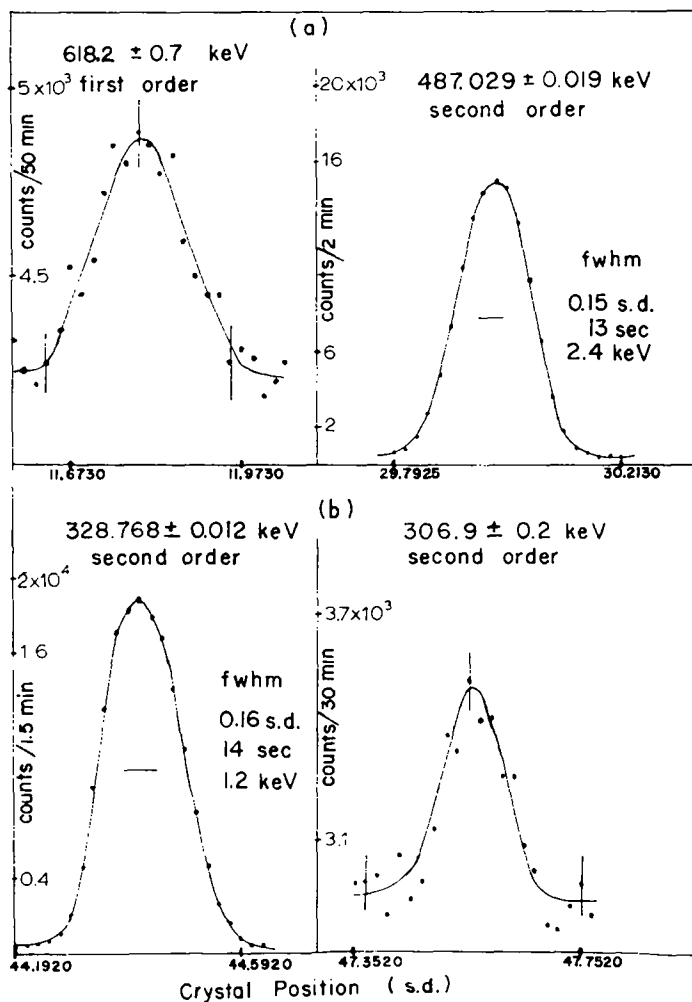 (a)
618.2 ± 0.7 keV
first order
5×10³
4.5
counts/50 min
11.6730
11.9730
487.029 ± 0.019 keV
second order
20×10³
16
6
2
counts/2 min
fwhm
0.15 s.d.
13 sec
2.4 keV
29.7925
30.2130
(b)
328.768 ± 0.012 keV
second order
2×10⁴
1.6
0.4
counts/1.5 min
fwhm
0.16 s.d.
14 sec
1.2 keV
44.1920
44.5920
306.9 ± 0.2 keV
second order
3.7×10³
3.1
counts/30 min
47.3520
47.7520
Crystal Position (s.d.)